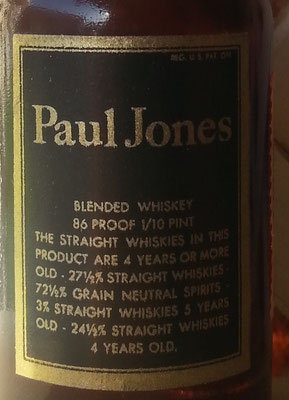 REG. U.S. PAT. OFF.
Paul Jones
BLENDED WHISKEY
86 PROOF 1/10 PINT
THE STRAIGHT WHISKIES IN THIS
PRODUCT ARE 4 YEARS OR MORE
OLD - 27½% STRAIGHT WHISKIES -
72½% GRAIN NEUTRAL SPIRITS -
3% STRAIGHT WHISKIES 5 YEARS
OLD - 24½% STRAIGHT WHISKIES
4 YEARS OLD.